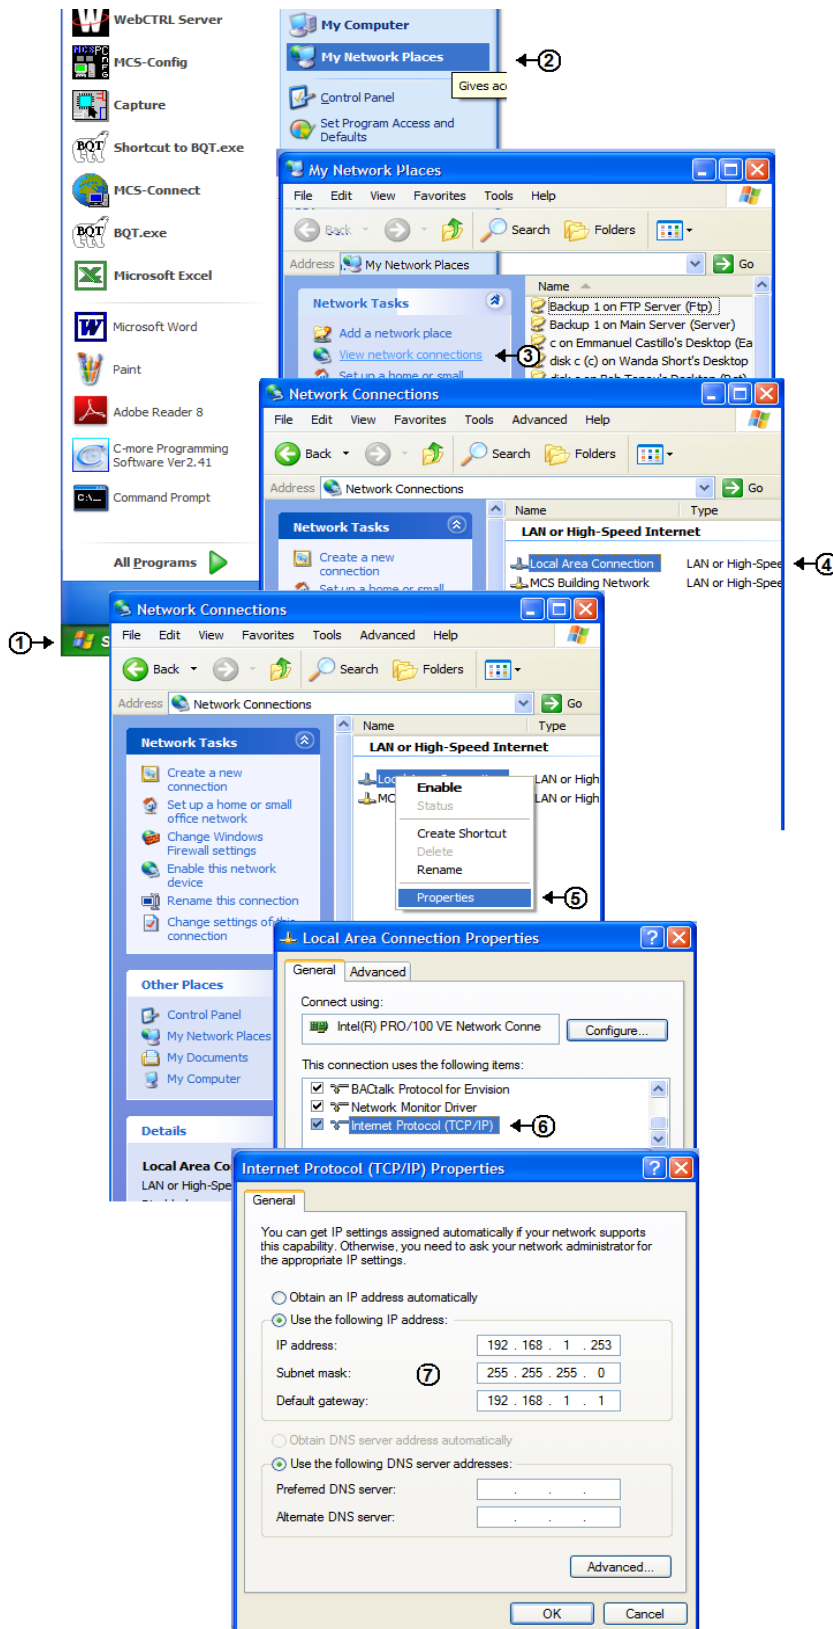 WebCTRL Server
MCS-Config
Capture
Shortcut to BQT.exe
MCS-Connect
BQT.exe
Microsoft Excel
Microsoft Word
Paint
Adobe Reader 8
C-more Programming
Software Ver2.41
Command Prompt
All Programs
1
My Computer
My Network Places
2
Gives acc
Control Panel
Set Program Access and
Defaults
My Network Places
File Edit View Favorites Tools Help
Back Search Folders
Address My Network Places Go
Network Tasks
Add a network place
View network connections
3
Set up a home or small
Name
Backup 1 on FTP Server (Ftp)
Backup 1 on Main Server (Server)
c on Emmanuel Castillo's Desktop (Ea
disk c (c) on Wanda Short's Desktop
Network Connections
File Edit View Favorites Tools Advanced Help
Back Search Folders
Address Network Connections Go
Network Tasks
Create a new
connection
Set up a home or small
Name Type
LAN or High-Speed Internet
Local Area Connection LAN or High-Spee
4
MCS Building Network LAN or High-Spee
Network Connections
File Edit View Favorites Tools Advanced Help
Back Search Folders
Address Network Connections Go
Network Tasks
Create a new
connection
Set up a home or small
office network
Change Windows
Firewall settings
Enable this network
device
Rename this connection
Change settings of this
connection
Other Places
Control Panel
My Network Places
My Documents
My Computer
Details
Local Area Co
LAN or High-Spe
Name Type
LAN or High-Speed Internet
Loc LAN or High
MC LAN or High
Enable
Status
Create Shortcut
Delete
Rename
Properties
5
Local Area Connection Properties
General Advanced
Connect using:
Intel(R) PRO/100 VE Network Conne Configure...
This connection uses the following items:
BACtalk Protocol for Envision
Network Monitor Driver
Internet Protocol (TCP/IP)
6
Internet Protocol (TCP/IP) Properties
General
You can get IP settings assigned automatically if your network supports
this capability. Otherwise, you need to ask your network administrator for
the appropriate IP settings.
Obtain an IP address automatically
Use the following IP address:
IP address: 192 . 168 . 1 . 253
Subnet mask: 255 . 255 . 255 . 0
7
Default gateway: 192 . 168 . 1 . 1
Obtain DNS server address automatically
Use the following DNS server addresses:
Preferred DNS server: . . .
Alternate DNS server: . . .
Advanced...
OK Cancel